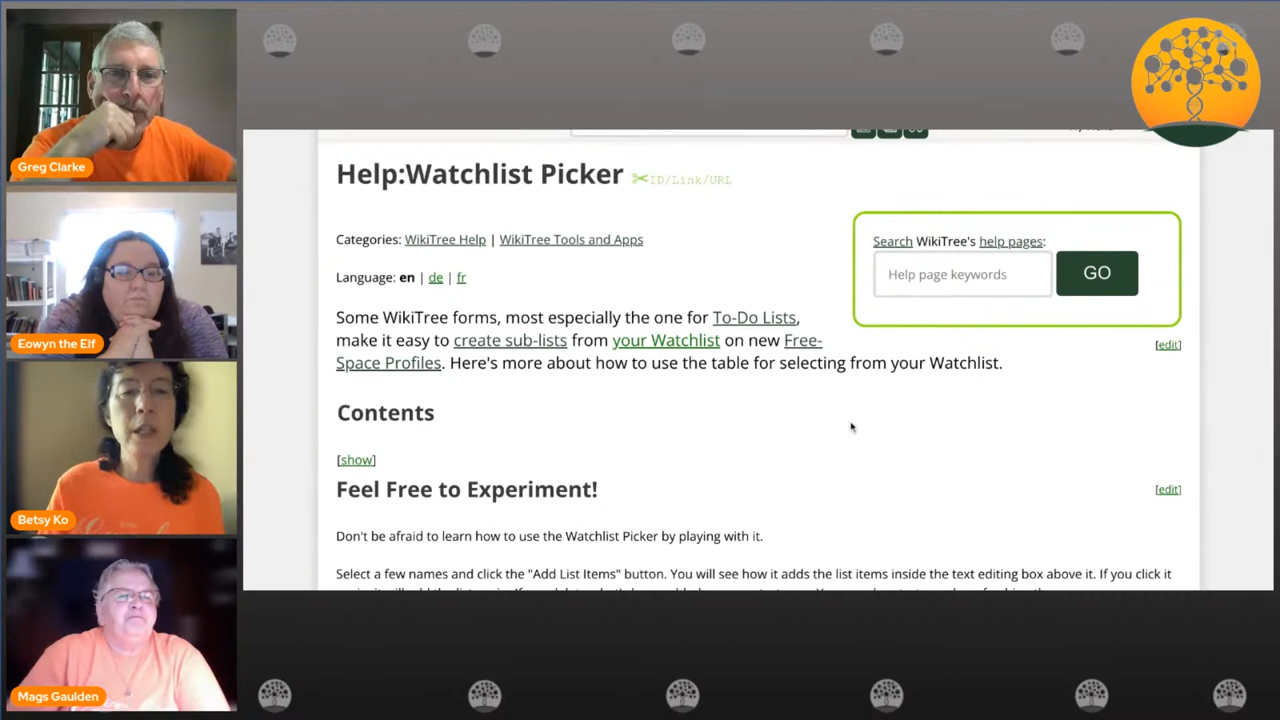 Greg Clarke
Eowyn the Elf
Betsy Ko
Mags Gaulden
Help:Watchlist Picker ID/Link/URL
Categories: WikiTree Help | WikiTree Tools and Apps
Language: en | de | fr
Search WikiTree's help pages:
Help page keywords GO
Some WikiTree forms, most especially the one for To-Do Lists,
make it easy to create sub-lists from your Watchlist on new Free-
[edit]
Space Profiles. Here's more about how to use the table for selecting from your Watchlist.
Contents
[show]
Feel Free to Experiment! [edit]
Don't be afraid to learn how to use the Watchlist Picker by playing with it.
Select a few names and click the "Add List Items" button. You will see how it adds the list items inside the text editing box above it. If you click